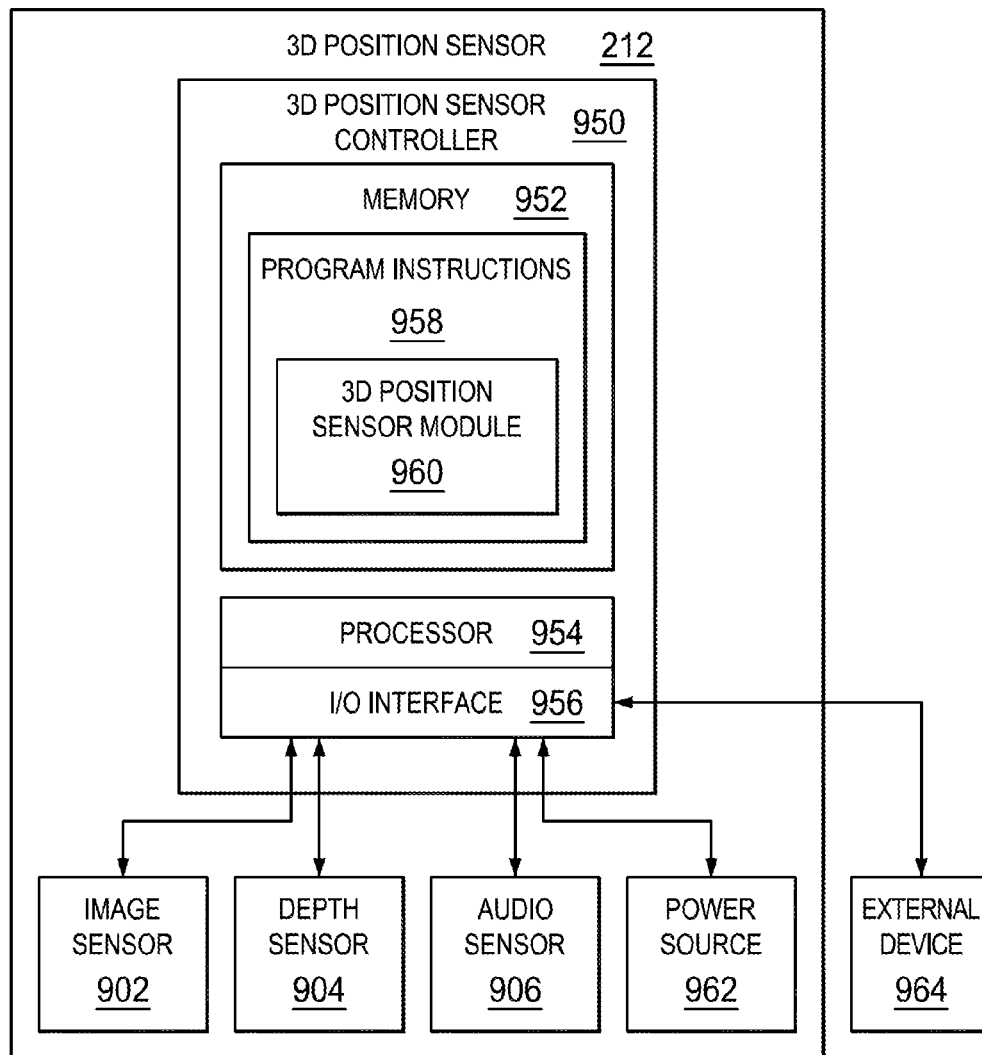 3D POSITION SENSOR 212
3D POSITION SENSOR
CONTROLLER 950
MEMORY 952
PROGRAM INSTRUCTIONS
958
3D POSITION
SENSOR MODULE
960
PROCESSOR 954
I/O INTERFACE 956
IMAGE
SENSOR
902
DEPTH
SENSOR
904
AUDIO
SENSOR
906
POWER
SOURCE
962
EXTERNAL
DEVICE
964